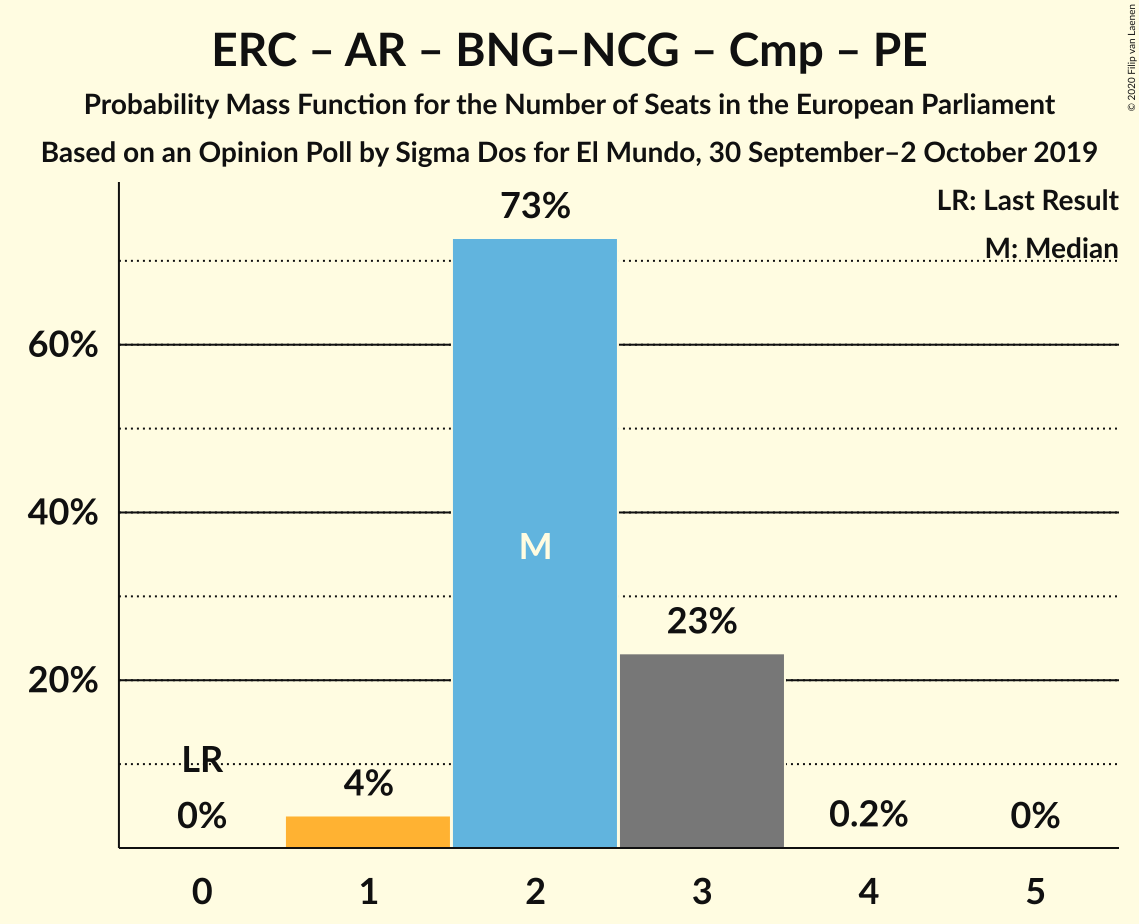 ERC – AR – BNG–NCG – Cmp – PE
Probability Mass Function for the Number of Seats in the European Parliament
Based on an Opinion Poll by Sigma Dos for El Mundo, 30 September–2 October 2019
© 2020 Filip van Laenen
LR: Last Result
M: Median
73%
60%
M
40%
23%
20%
LR
4%
0%
0.2%
0%
0 1 2 3 4 5